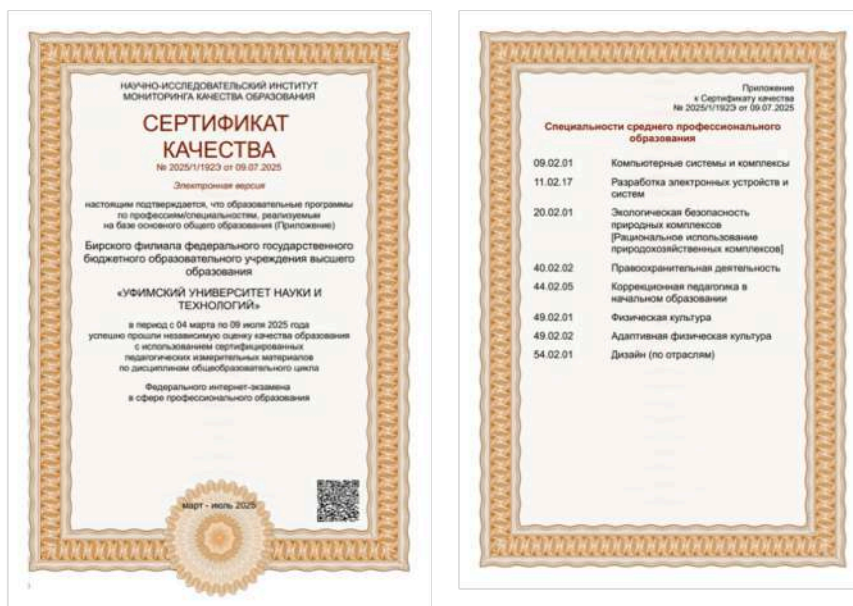 НАУЧНО-ИССЛЕДОВАТЕЛЬСКИЙ ИНСТИТУТ
МОНИТОРИНГА КАЧЕСТВА ОБРАЗОВАНИЯ
СЕРТИФИКАТ
КАЧЕСТВА
№ 2025/1/192Э от 09.07.2025
Электронная версия
настоящим подтверждается, что образовательные программы
по профессиям/специальностям, реализуемым
на базе основного общего образования (Приложение)
Бирского филиала федерального государственного
бюджетного образовательного учреждения высшего
образования
«УФИМСКИЙ УНИВЕРСИТЕТ НАУКИ И
ТЕХНОЛОГИЙ»
в период с 04 марта по 09 июля 2025 года
успешно прошли независимую оценку качества образования
с использованием сертифицированных
педагогических измерительных материалов
по дисциплинам общеобразовательного цикла
Федерального интернет-экзамена
в сфере профессионального образования
март - июль 2025
Приложение
к Сертификату качества
№ 2025/1/192Э от 09.07.2025
Специальности среднего профессионального
образования
09.02.01 Компьютерные системы и комплексы
11.02.17 Разработка электронных устройств и
систем
20.02.01 Экологическая безопасность
природных комплексов
[Рациональное использование
природохозяйственных комплексов]
40.02.02 Правоохранительная деятельность
44.02.05 Коррекционная педагогика в
начальном образовании
49.02.01 Физическая культура
49.02.02 Адаптивная физическая культура
54.02.01 Дизайн (по отраслям)